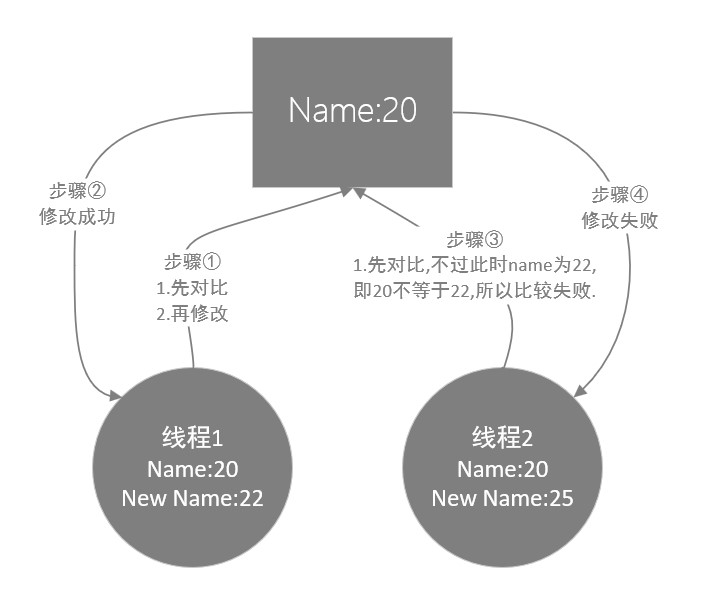 Name:20
步骤②
修改成功
步骤④
修改失败
步骤①
1.先对比
2.再修改
步骤③
1.先对比,不过此时name为22,
即20不等于22,所以比较失败.
线程1
Name:20
New Name:22
线程2
Name:20
New Name:25